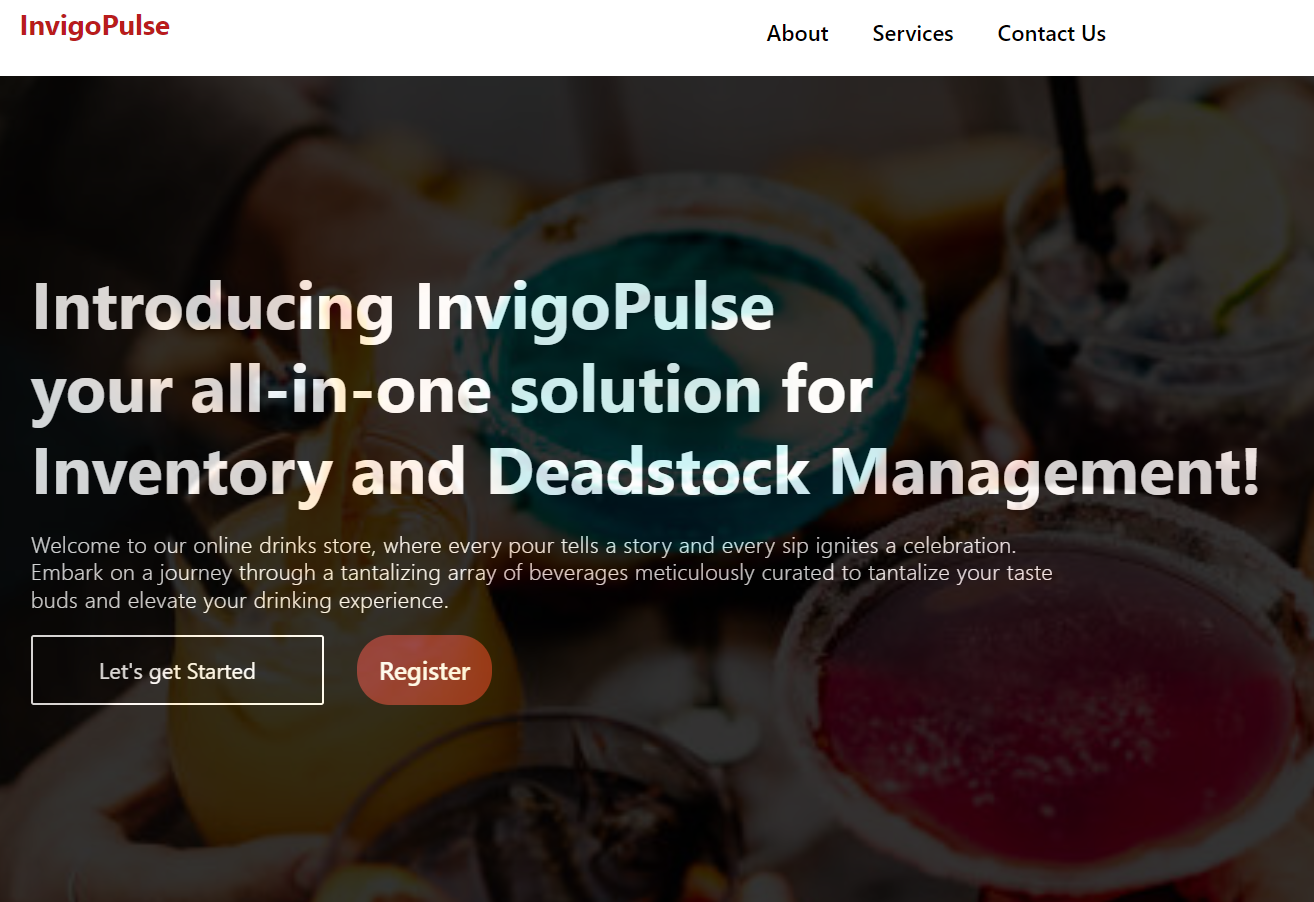 InvigoPulse
About Services Contact Us
Introducing InvigoPulse
your all-in-one solution for
Inventory and Deadstock Management!
Welcome to our online drinks store, where every pour tells a story and every sip ignites a celebration.
Embark on a journey through a tantalizing array of beverages meticulously curated to tantalize your taste
buds and elevate your drinking experience.
Let's get Started
Register